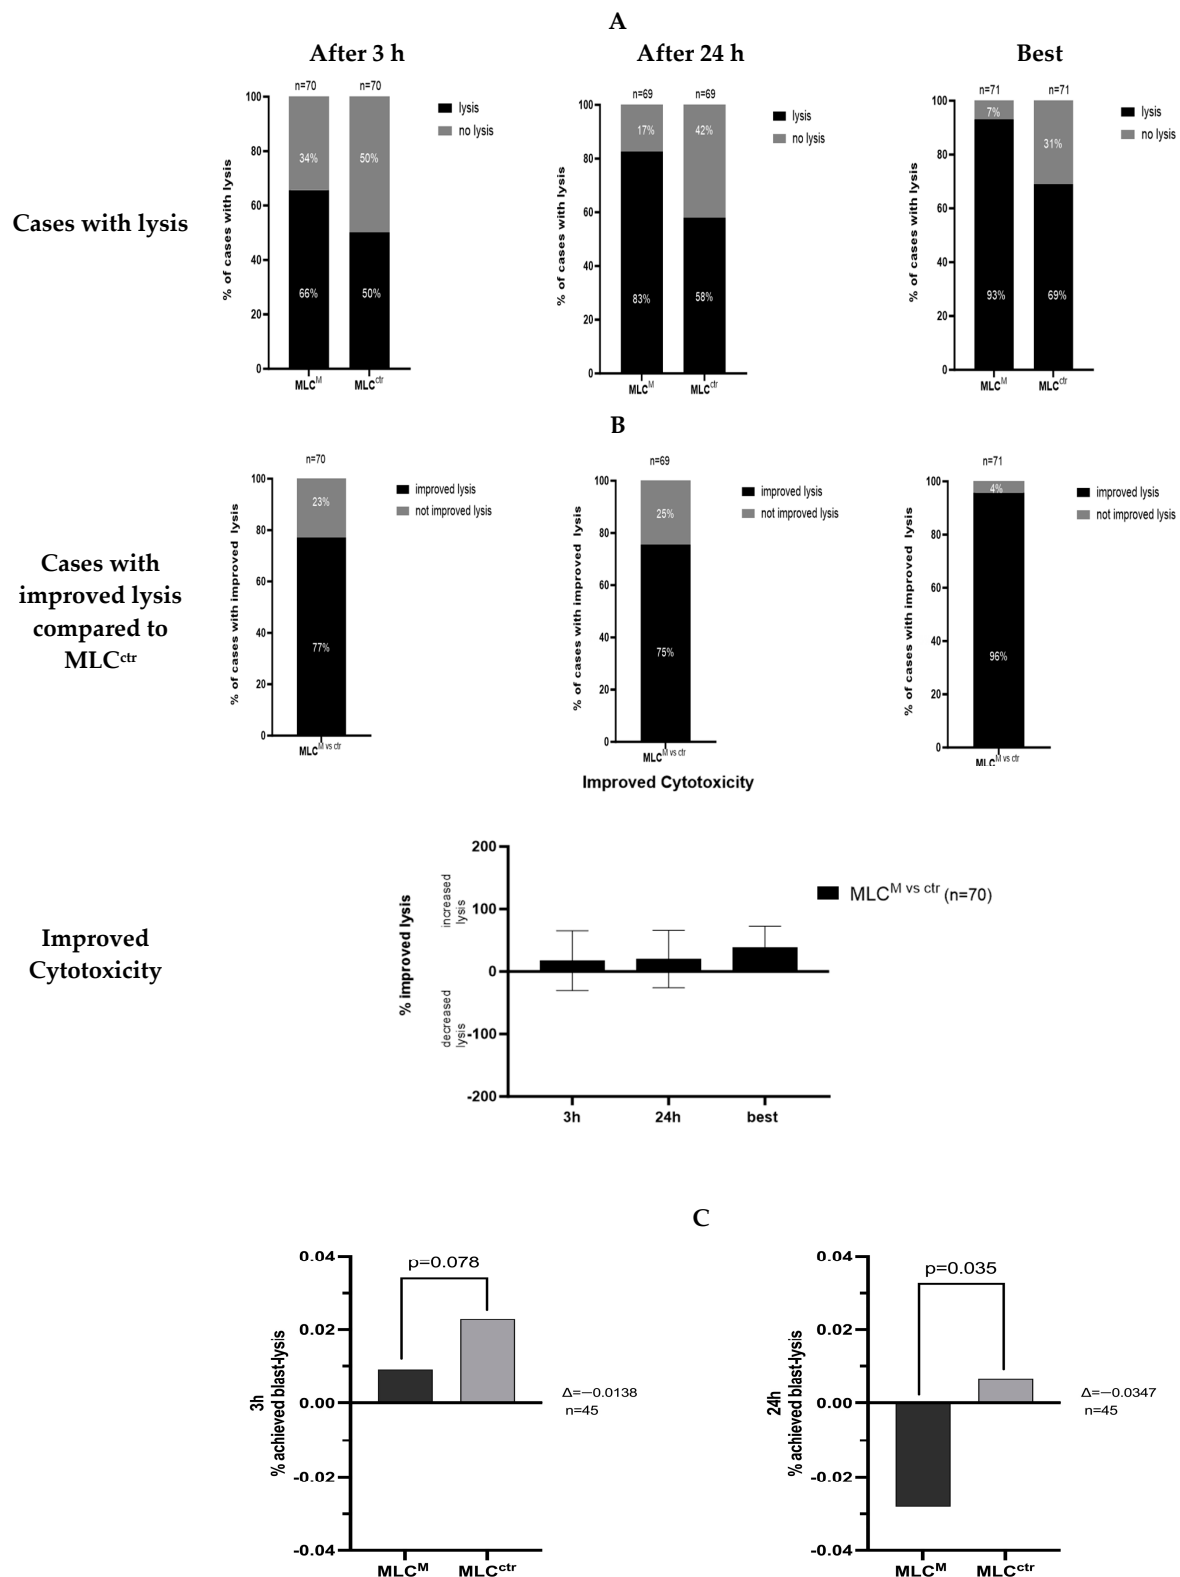 A
After 3 h
After 24 h
Best
Cases with lysis
n=70
n=70
% of cases with lysis
100
80
60
40
20
0
34%
50%
66%
50%
MLC^M
MLC^ctr
lysis
no lysis
n=69
n=69
% of cases with lysis
100
80
60
40
20
0
17%
42%
83%
58%
MLC^M
MLC^ctr
lysis
no lysis
n=71
n=71
% of cases with lysis
100
80
60
40
20
0
7%
31%
93%
69%
MLC^M
MLC^ctr
lysis
no lysis
B
Cases with
improved lysis
compared to
MLC^ctr
n=70
% of cases with improved lysis
100
80
60
40
20
0
23%
77%
MLC^M vs ctr
improved lysis
not improved lysis
n=69
% of cases with improved lysis
100
80
60
40
20
0
25%
75%
MLC^M vs ctr
improved lysis
not improved lysis
n=71
% of cases with improved lysis
100
80
60
40
20
0
4%
96%
MLC^M vs ctr
improved lysis
not improved lysis
Improved
Cytotoxicity
Improved Cytotoxicity
% improved lysis
increased
lysis
decreased
lysis
200
100
0
-100
-200
3h
24h
best
MLC^M vs ctr (n=70)
C
3h
% achieved blast-lysis
0.04
0.02
0.00
-0.02
-0.04
p=0.078
MLC^M
MLC^ctr
Δ=−0.0138
n=45
24h
% achieved blast-lysis
0.04
0.02
0.00
-0.02
-0.04
p=0.035
MLC^M
MLC^ctr
Δ=−0.0347
n=45